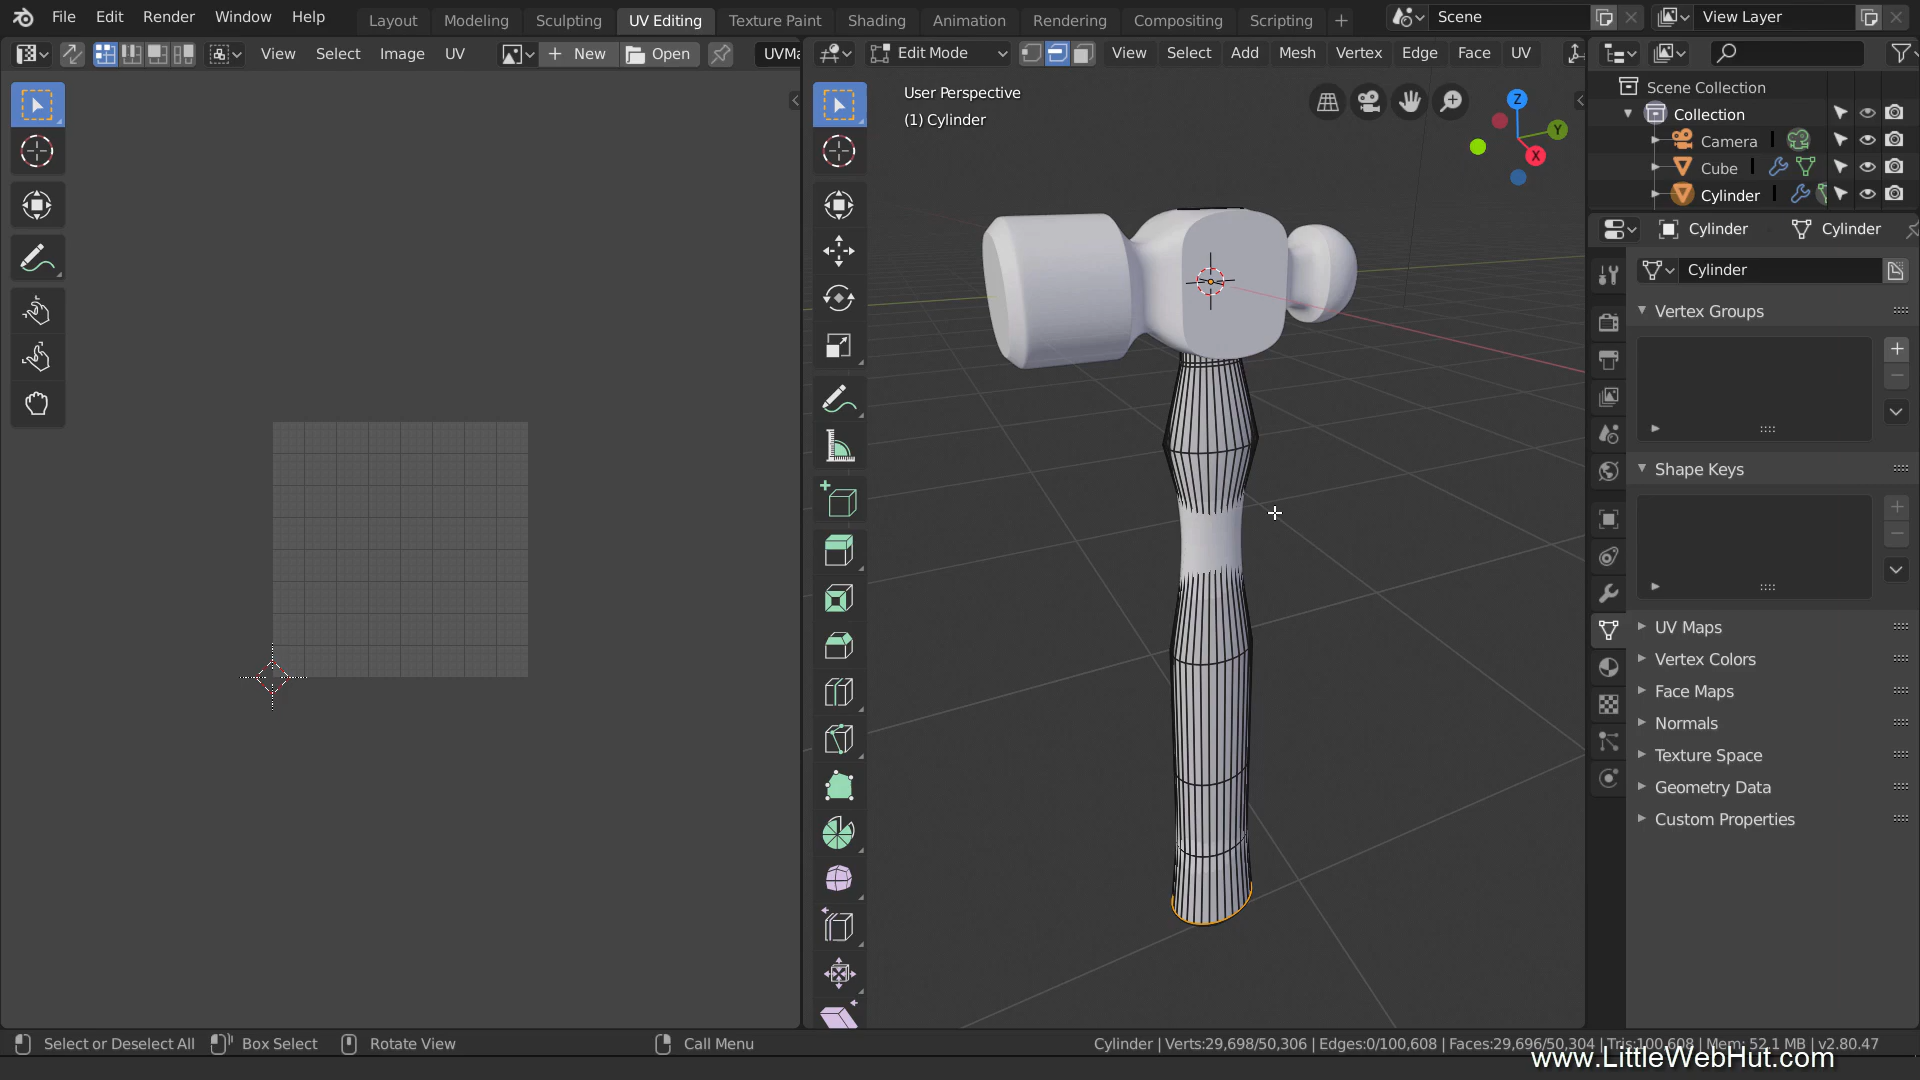 File Edit Render Window Help Layout Modeling Sculpting UV Editing Texture Paint Shading Animation Rendering Compositing Scripting + Scene View Layer
View Select Image UV New Open UVMa Edit Mode View Select Add Mesh Vertex Edge Face UV
User Perspective
(1) Cylinder
Z
Y
X
Scene Collection
Collection
Camera
Cube
Cylinder
Cylinder Cylinder
Cylinder
Vertex Groups
Shape Keys
UV Maps
Vertex Colors
Face Maps
Normals
Texture Space
Geometry Data
Custom Properties
Select or Deselect All Box Select Rotate View Call Menu Cylinder | Verts:29,698/50,306 | Edges:0/100,608 | Faces:29,696/50,304 | Tris:100,608 | Mem: 52.1 MB | v2.80.47
www.LittleWebHut.com